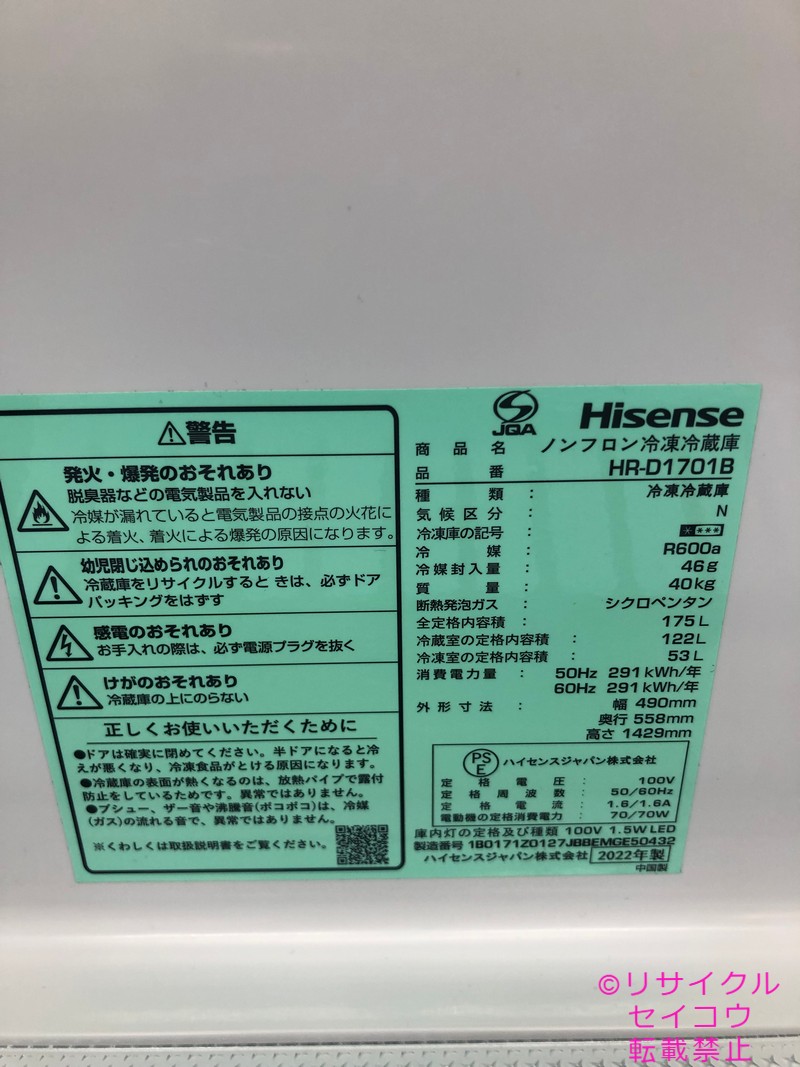 警告
発火・爆発のおそれあり
脱臭器などの電気製品を入れない
冷媒が漏れていると電気製品の接点の火花に
よる着火、着火による爆発の原因になります。
幼児閉じ込められのおそれあり
冷蔵庫をリサイクルすると きは、必ずドア
パッキングをはずす
感電のおそれあり
お手入れの際は、必ず電源プラグを抜く
けがのおそれあり
冷蔵庫の上にのらない
正しくお使いいただくために
●ドアは確実に閉めてください。半ドアになると冷
えが悪くなり、冷凍食品がとける原因になります。
●冷蔵庫の表面が熱くなるのは、放熱パイプで露付
防止をしているためです。異常ではありません。
●プシュー、ザー音や沸騰音(ポコポコ)は、冷媒
(ガス)の流れる音で、異常ではありません。
※くわしくは取扱説明書をご覧ください。
JQA Hisense
商品名 ノンフロン冷凍冷蔵庫
品番 HR-D1701B
種類: 冷凍冷蔵庫
気候区分: N
冷凍庫の記号: ****
冷媒: R600a
冷媒封入量: 46g
質量: 40kg
断熱発泡ガス: シクロペンタン
全定格内容積: 175L
冷蔵室の定格内容積: 122L
冷凍室の定格内容積: 53L
消費電力量: 50Hz 291kWh/年
60Hz 291kWh/年
外形寸法: 幅 490mm
奥行 558mm
高さ 1429mm
PSE ハイセンスジャパン株式会社
定格電圧: 100V
定格周波数: 50/60Hz
定格電流: 1.6/1.6A
電動機の定格消費電力: 70/70W
庫内灯の定格及び種類 100V 1.5W LED
製造番号 1B0171Z0127JBBEMGE50432
ハイセンスジャパン株式会社 2022年製
中国製
©リサイクル
セイコウ
転載禁止